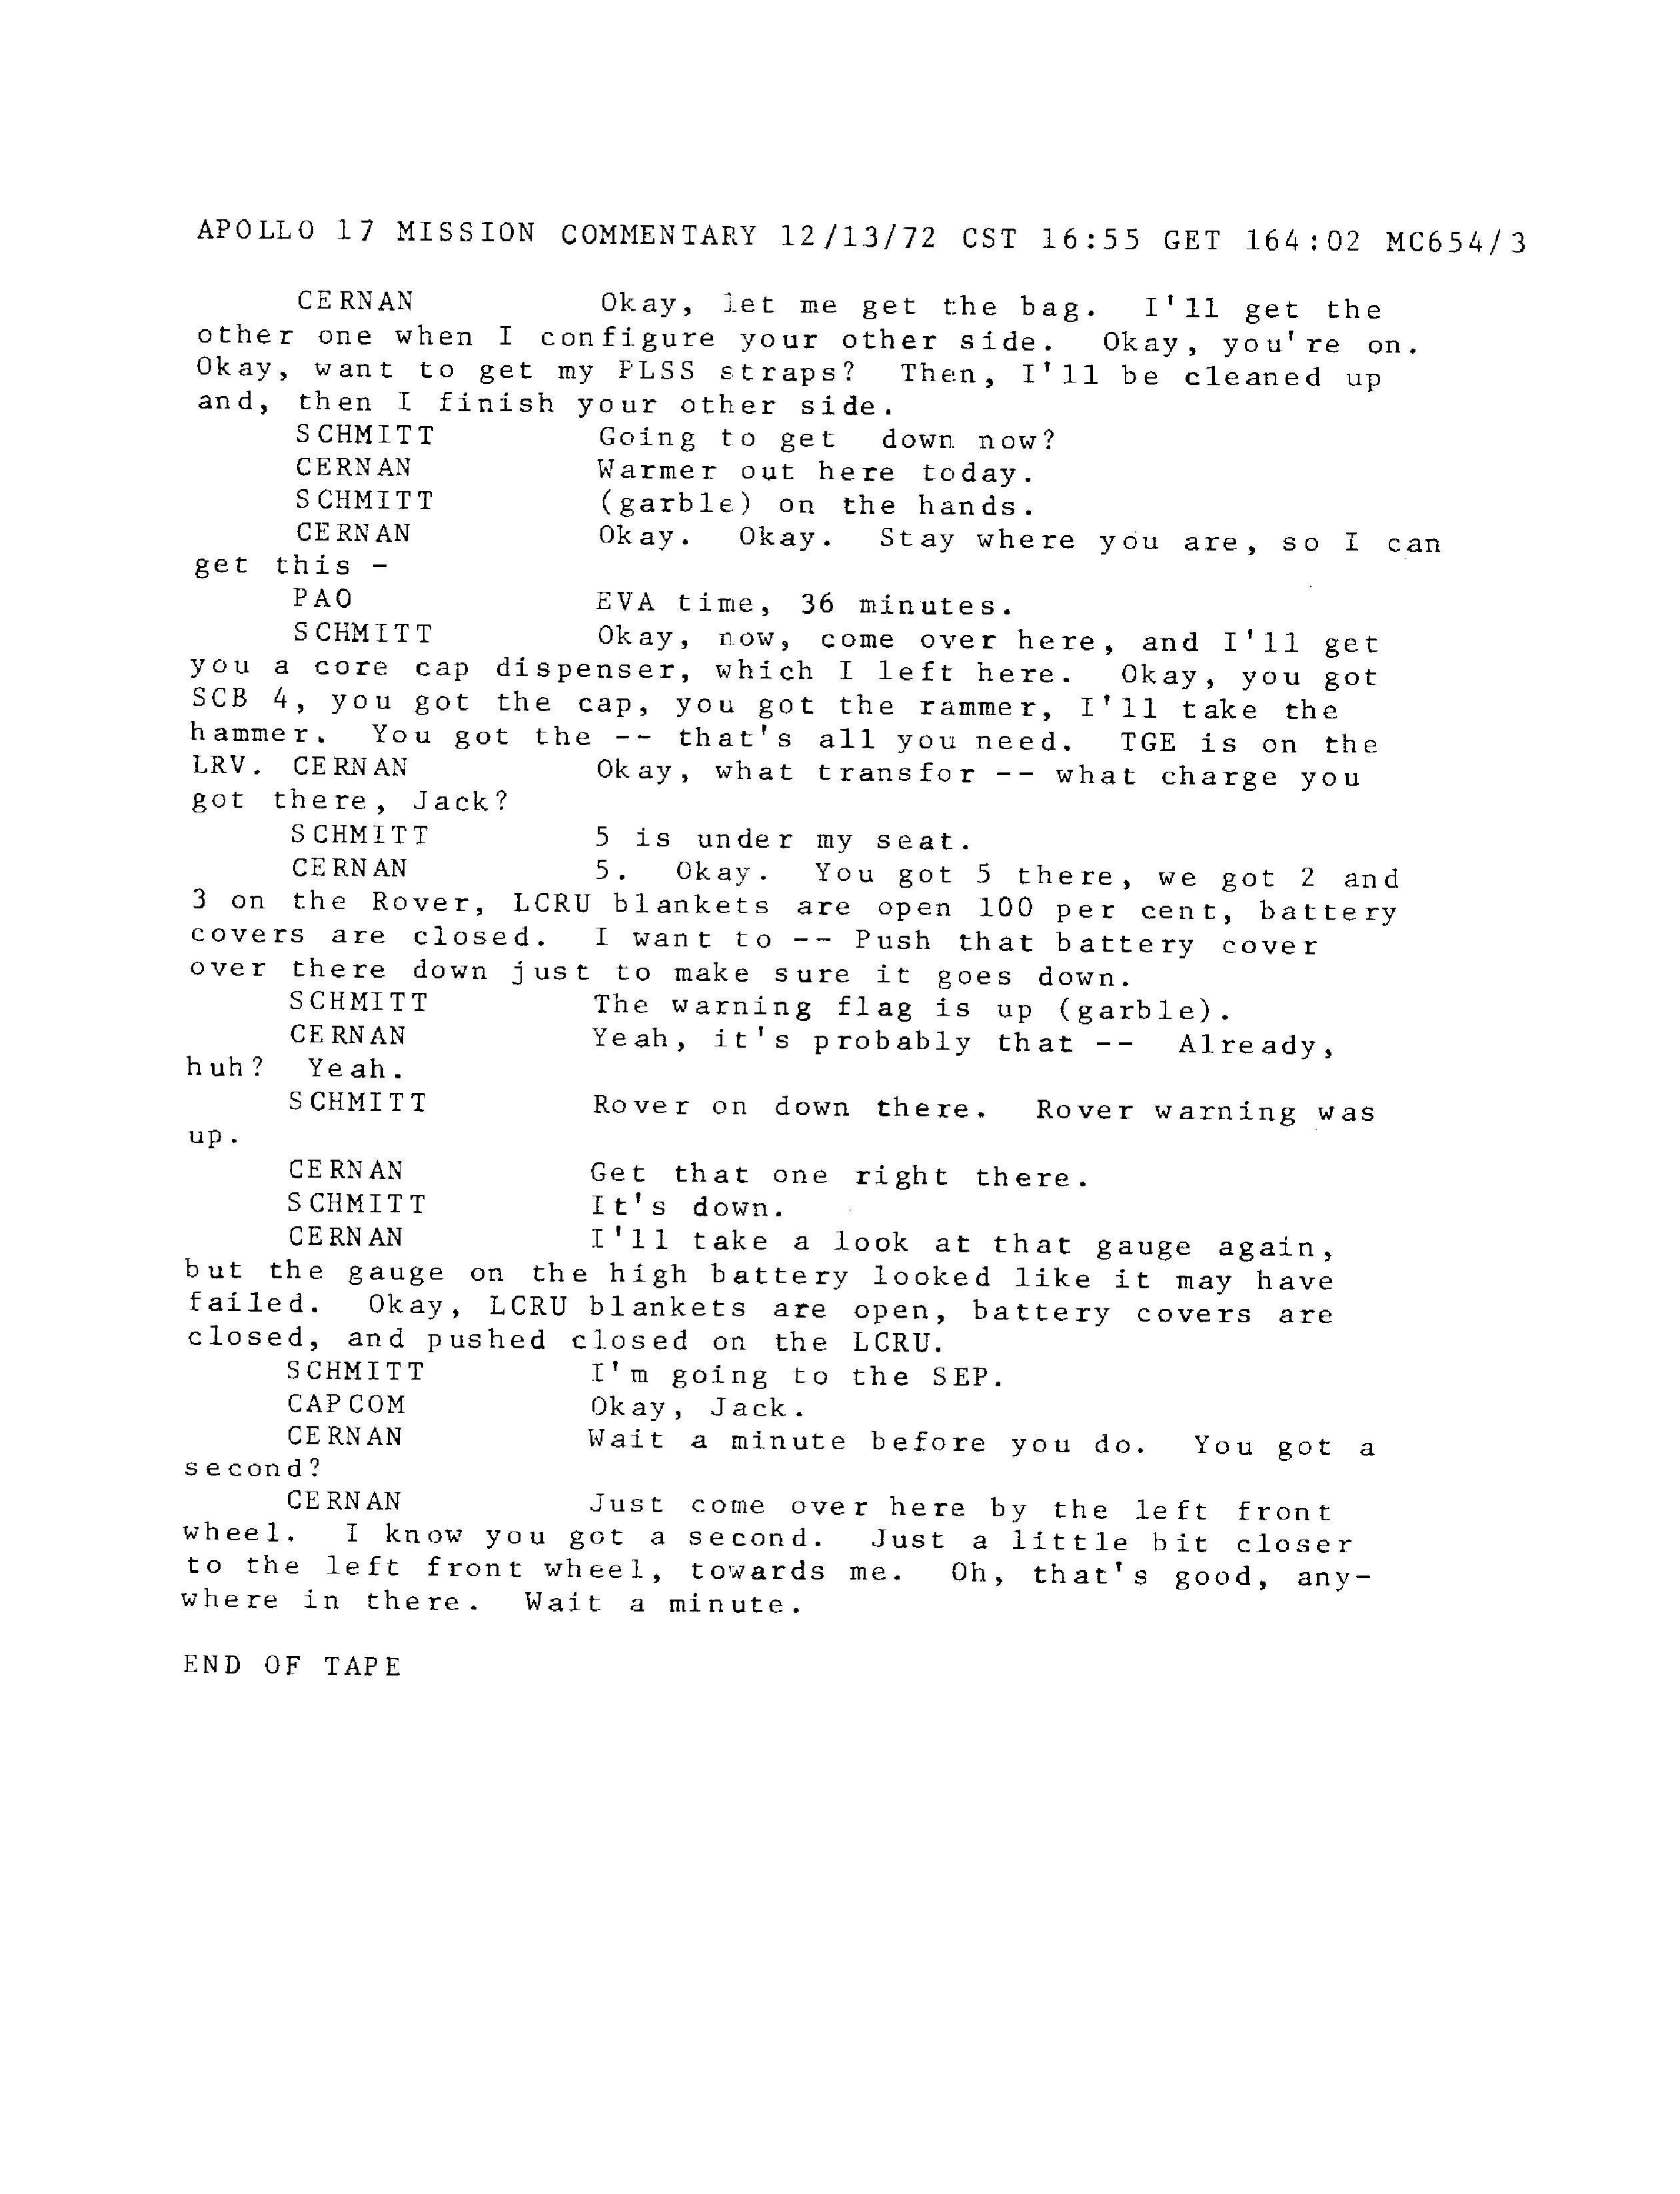 APOLLO 17 MISSION COMMENTARY 12/13/72 CST 16:55 GET 164:02 MC654/3
CERNAN Okay, let me get the bag. I'll get the
other one when I configure your other side. Okay, you're on.
Okay, want to get my PLSS straps? Then, I'll be cleaned up
and, then I finish your other side.
SCHMITT Going to get down now?
CERNAN Warmer out here today.
SCHMITT (garble) on the hands.
CERNAN Okay. Okay. Stay where you are, so I can
get this -
PAO EVA time, 36 minutes.
SCHMITT Okay, now, come over here, and I'll get
you a core cap dispenser, which I left here. Okay, you got
SCB 4, you got the cap, you got the rammer, I'll take the
hammer. You got the -- that's all you need. TGE is on the
LRV. CERNAN Okay, what transfor -- what charge you
got there, Jack?
SCHMITT 5 is under my seat.
CERNAN 5. Okay. You got 5 there, we got 2 and
3 on the Rover, LCRU blankets are open 100 per cent, battery
covers are closed. I want to -- Push that battery cover
over there down just to make sure it goes down.
SCHMITT The warning flag is up (garble).
CERNAN Yeah, it's probably that -- Already,
huh? Yeah.
SCHMITT Rover on down there. Rover warning was
up.
CERNAN Get that one right there.
SCHMITT It's down.
CERNAN I'll take a look at that gauge again,
but the gauge on the high battery looked like it may have
failed. Okay, LCRU blankets are open, battery covers are
closed, and pushed closed on the LCRU.
SCHMITT I'm going to the SEP.
CAPCOM Okay, Jack.
CERNAN Wait a minute before you do. You got a
second?
CERNAN Just come over here by the left front
wheel. I know you got a second. Just a little bit closer
to the left front wheel, towards me. Oh, that's good, any-
where in there. Wait a minute.
END OF TAPE